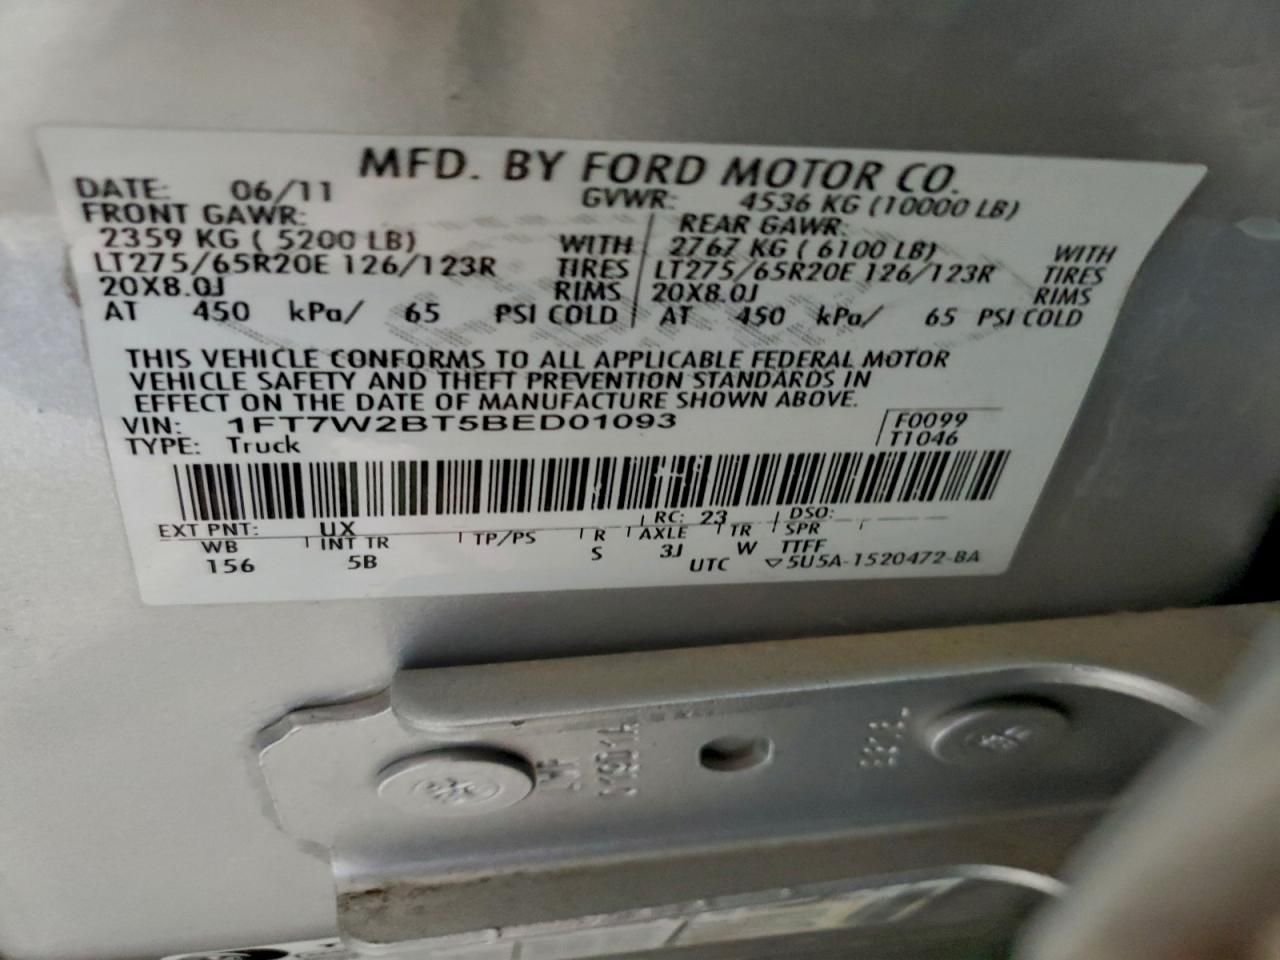 MFD. BY FORD MOTOR CO.
DATE: 06/11 GVWR: 4536 KG (10000 LB)
FRONT GAWR: REAR GAWR:
2359 KG ( 5200 LB) WITH 2767 KG ( 6100 LB) WITH
LT275/65R20E 126/123R TIRES LT275/65R20E 126/123R TIRES
20X8.0J RIMS 20X8.0J RIMS
AT 450 kPa/ 65 PSI COLD AT 450 kPa/ 65 PSI COLD
THIS VEHICLE CONFORMS TO ALL APPLICABLE FEDERAL MOTOR
VEHICLE SAFETY AND THEFT PREVENTION STANDARDS IN
EFFECT ON THE DATE OF MANUFACTURE SHOWN ABOVE.
VIN: 1FT7W2BT5BED01093 F0099
TYPE: Truck T1046
EXT PNT: UX RC: 23 DSO:
WB INT TR TP/PS R AXLE TR SPR
156 5B S 3J W TTFF
UTC ▽5U5A-1520472-BA